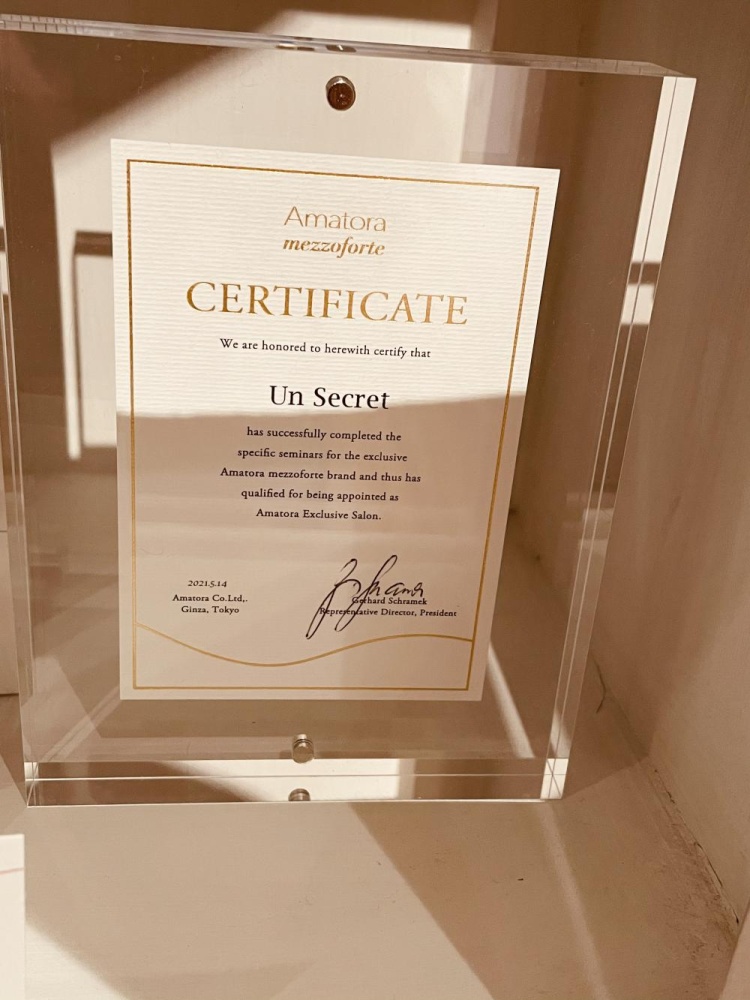 Amatora
mezzoforte
CERTIFICATE
We are honored to herewith certify that
Un Secret
has successfully completed the
specific seminars for the exclusive
Amatora mezzoforte brand and thus has
qualified for being appointed as
Amatora Exclusive Salon.
2021.5.14
Amatora Co.Ltd,.
Ginza, Tokyo
Gerhard Schramek
Representative Director, President